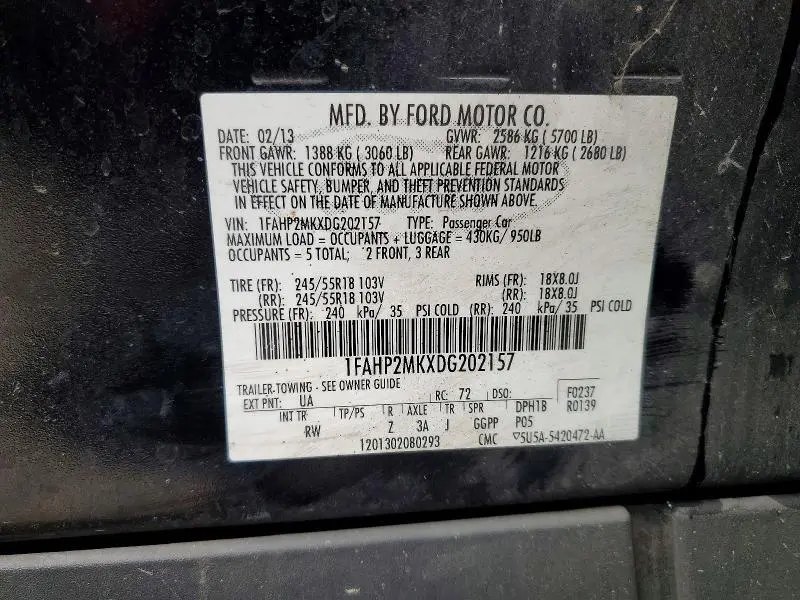 MFD. BY FORD MOTOR CO.
DATE: 02/13 GVWR: 2586 KG ( 5700 LB)
FRONT GAWR: 1388 KG ( 3060 LB) REAR GAWR: 1216 KG ( 2680 LB)
THIS VEHICLE CONFORMS TO ALL APPLICABLE FEDERAL MOTOR
VEHICLE SAFETY, BUMPER, AND THEFT PREVENTION STANDARDS
IN EFFECT ON THE DATE OF MANUFACTURE SHOWN ABOVE.
VIN: 1FAHP2MKXDG202157 TYPE: Passenger Car
MAXIMUM LOAD = OCCUPANTS + LUGGAGE = 430KG/ 950LB
OCCUPANTS = 5 TOTAL; 2 FRONT, 3 REAR
TIRE (FR): 245/55R18 103V RIMS (FR): 18X8.0J
(RR): 245/55R18 103V (RR): 18X8.0J
PRESSURE (FR): 240 kPa/ 35 PSI COLD (RR): 240 kPa/ 35 PSI COLD
1FAHP2MKXDG202157
TRAILER-TOWING - SEE OWNER GUIDE
EXT PNT: UA RC: 72 DSO: F0237
INT TR TP/PS R AXLE TR SPR DPH1B R0139
RW Z 3A J GGPP P05
1201302080293 CMC 5U5A-5420472-AA